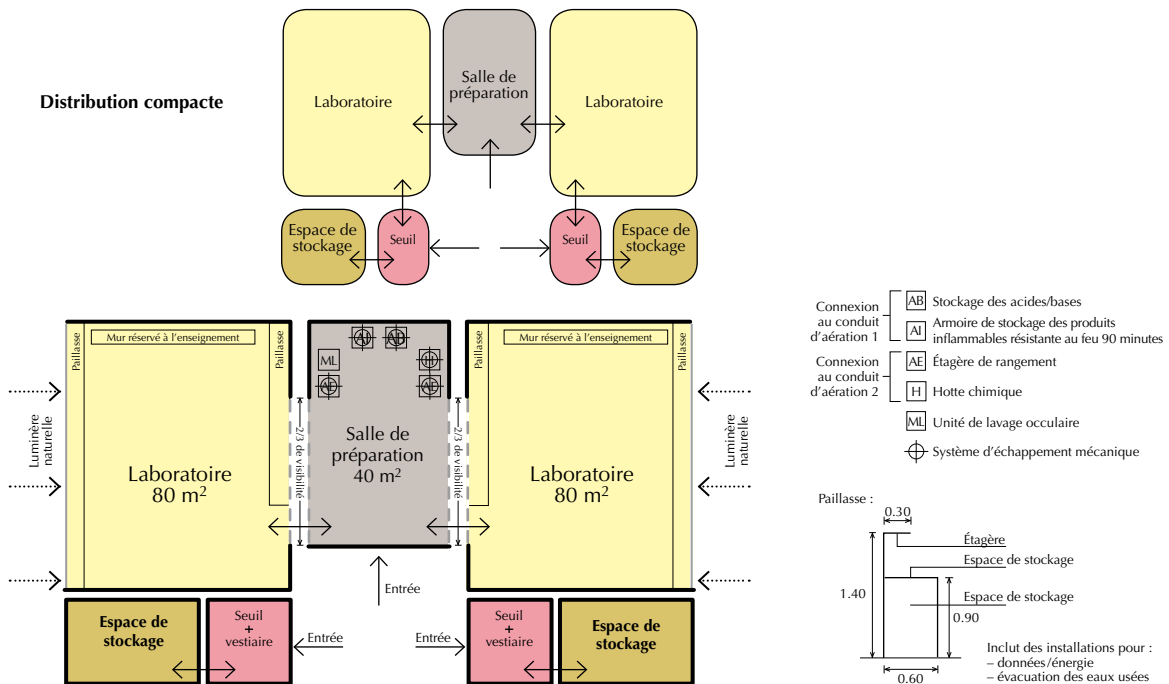 Distribution compacte
Laboratoire
Salle de
préparation
Laboratoire
Espace de
stockage
Seuil
Seuil
Espace de
stockage
Paillasse
Mur réservé à l'enseignement
Paillasse
AI
AB
ML
H
AE
AE
Mur réservé à l'enseignement
Paillasse
Luminère
naturelle
Laboratoire
80 m²
2/3 de visibilité
Salle de
préparation
40 m²
2/3 de visibilité
Laboratoire
80 m²
Luminère
naturelle
Entrée
Espace de
stockage
Seuil
+
vestiaire
Entrée
Entrée
Seuil
+
vestiaire
Espace de
stockage
Connexion
au conduit
d'aération 1
AB Stockage des acides/bases
AI Armoire de stockage des produits
inflammables résistante au feu 90 minutes
Connexion
au conduit
d'aération 2
AE Étagère de rangement
H Hotte chimique
ML Unité de lavage occulaire
Système d'échappement mécanique
Paillasse :
0.30
Étagère
Espace de stockage
1.40
Espace de stockage
0.90
0.60
Inclut des installations pour :
– données/énergie
– évacuation des eaux usées